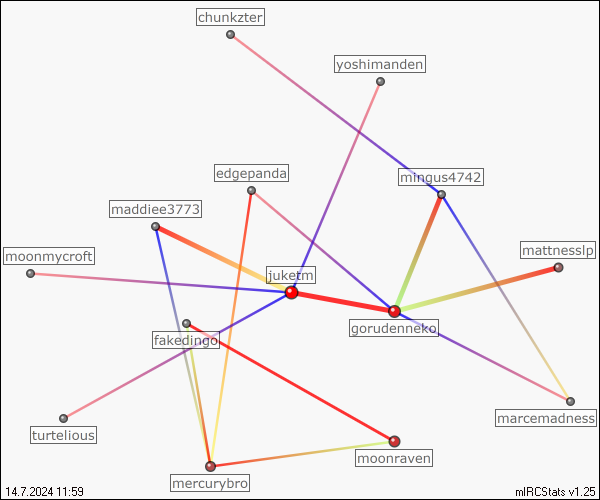 chunkzter
yoshimanden
edgepanda
mingus4742
maddiee3773
mattnesslp
moonmycroft
juketm
gorudenneko
fakedingo
marcemadness
turtelious
moonraven
mercurybro
14.7.2024 11:59
mIRCStats v1.25